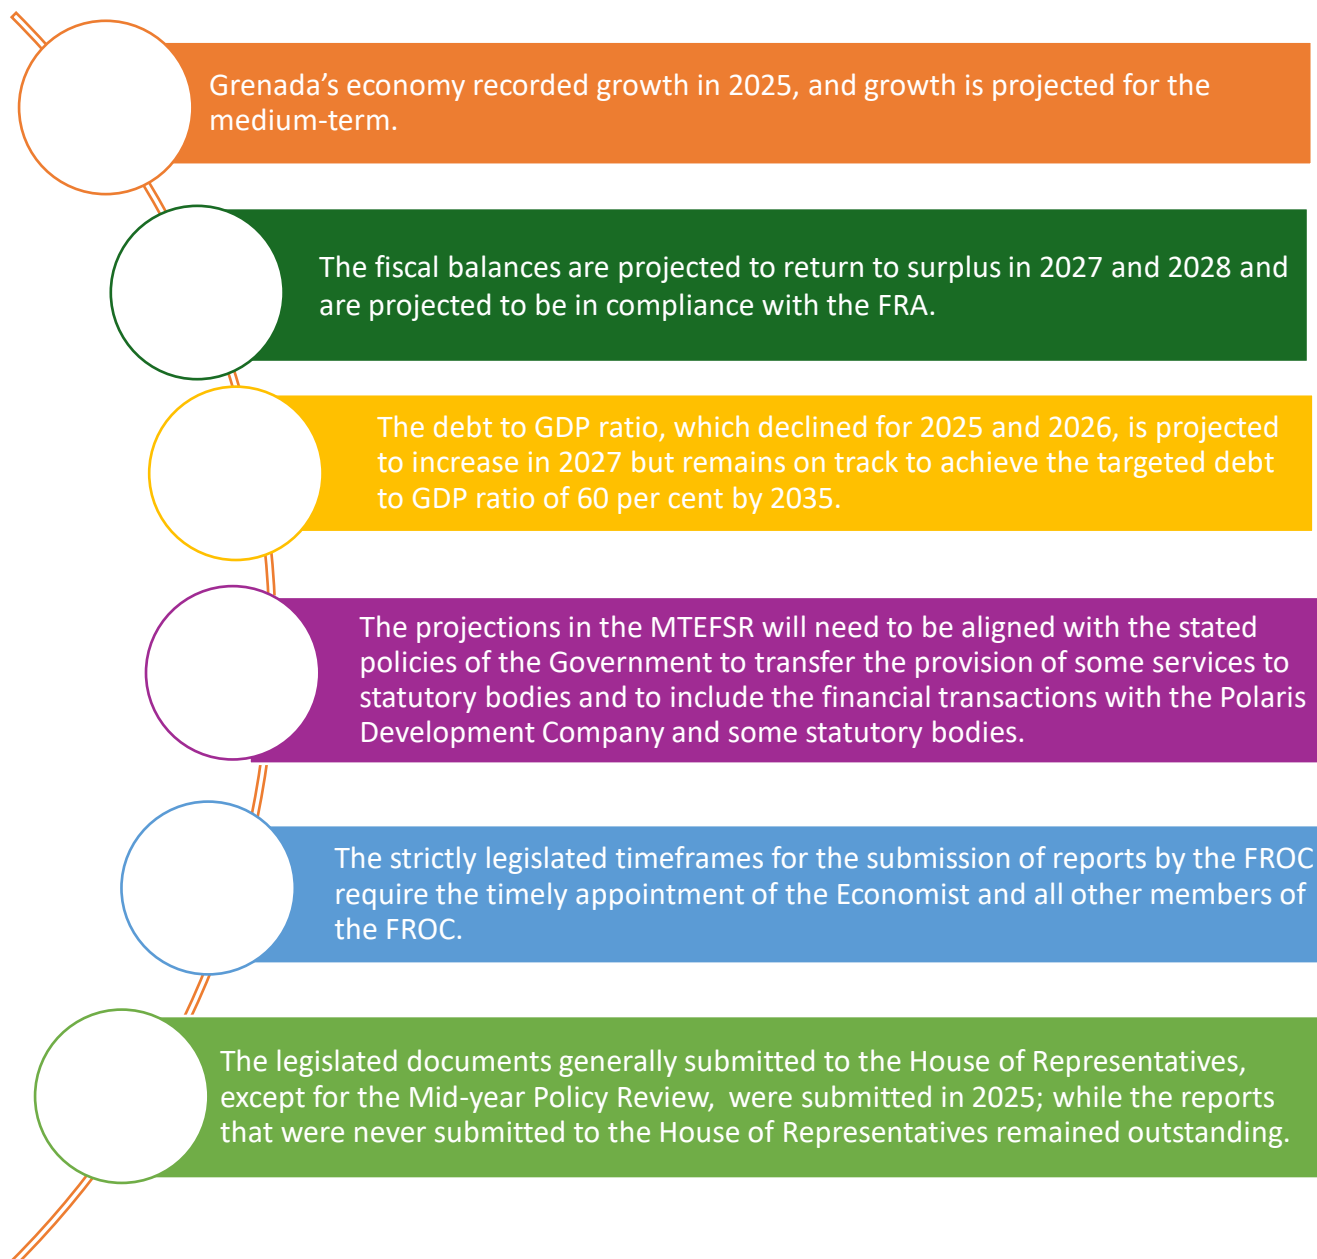 Grenada’s economy recorded growth in 2025, and growth is projected for the
medium-term.
The fiscal balances are projected to return to surplus in 2027 and 2028 and
are projected to be in compliance with the FRA.
The debt to GDP ratio, which declined for 2025 and 2026, is projected
to increase in 2027 but remains on track to achieve the targeted debt
to GDP ratio of 60 per cent by 2035.
The projections in the MTEFSR will need to be aligned with the stated
policies of the Government to transfer the provision of some services to
statutory bodies and to include the financial transactions with the Polaris
Development Company and some statutory bodies.
The strictly legislated timeframes for the submission of reports by the FROC
require the timely appointment of the Economist and all other members of
the FROC.
The legislated documents generally submitted to the House of Representatives,
except for the Mid-year Policy Review, were submitted in 2025; while the reports
that were never submitted to the House of Representatives remained outstanding.